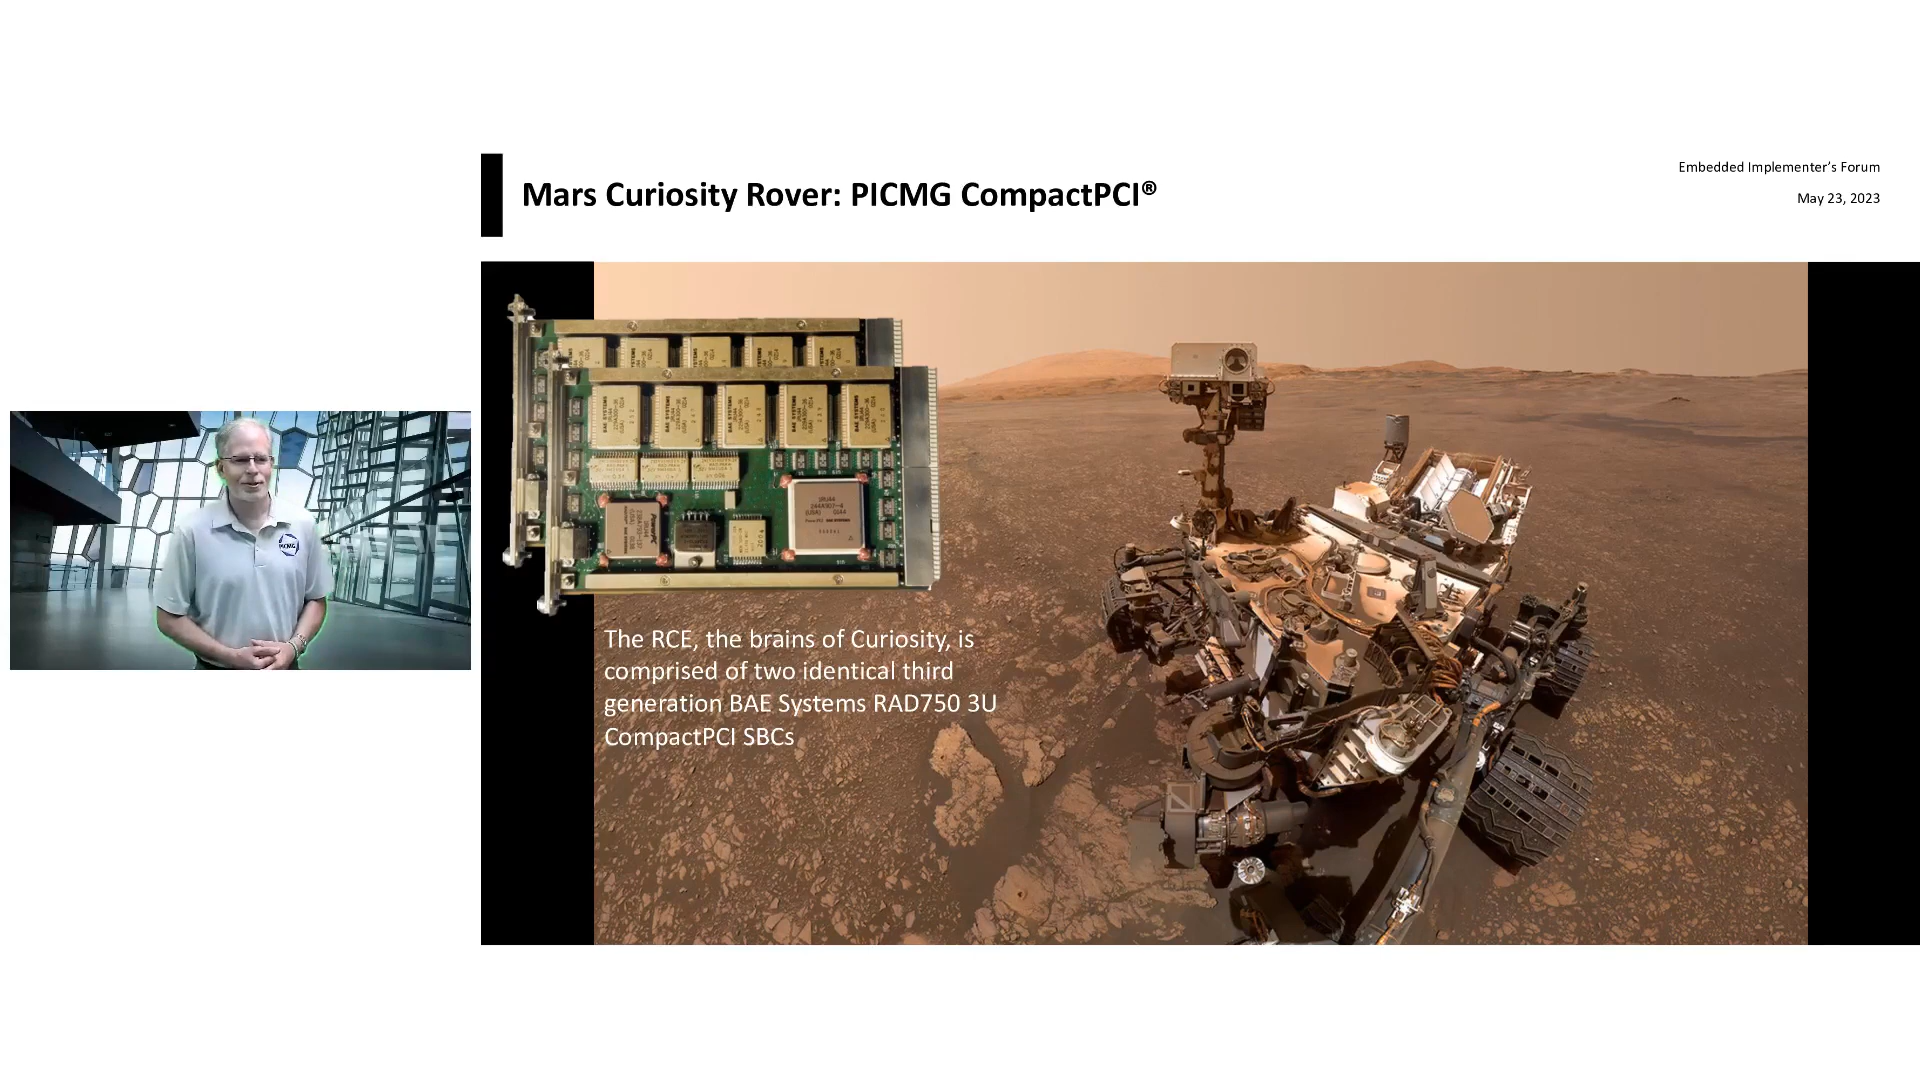 Mars Curiosity Rover: PICMG CompactPCI®
Embedded Implementer’s Forum
May 23, 2023
PICMG
The RCE, the brains of Curiosity, is
comprised of two identical third
generation BAE Systems RAD750 3U
CompactPCI SBCs